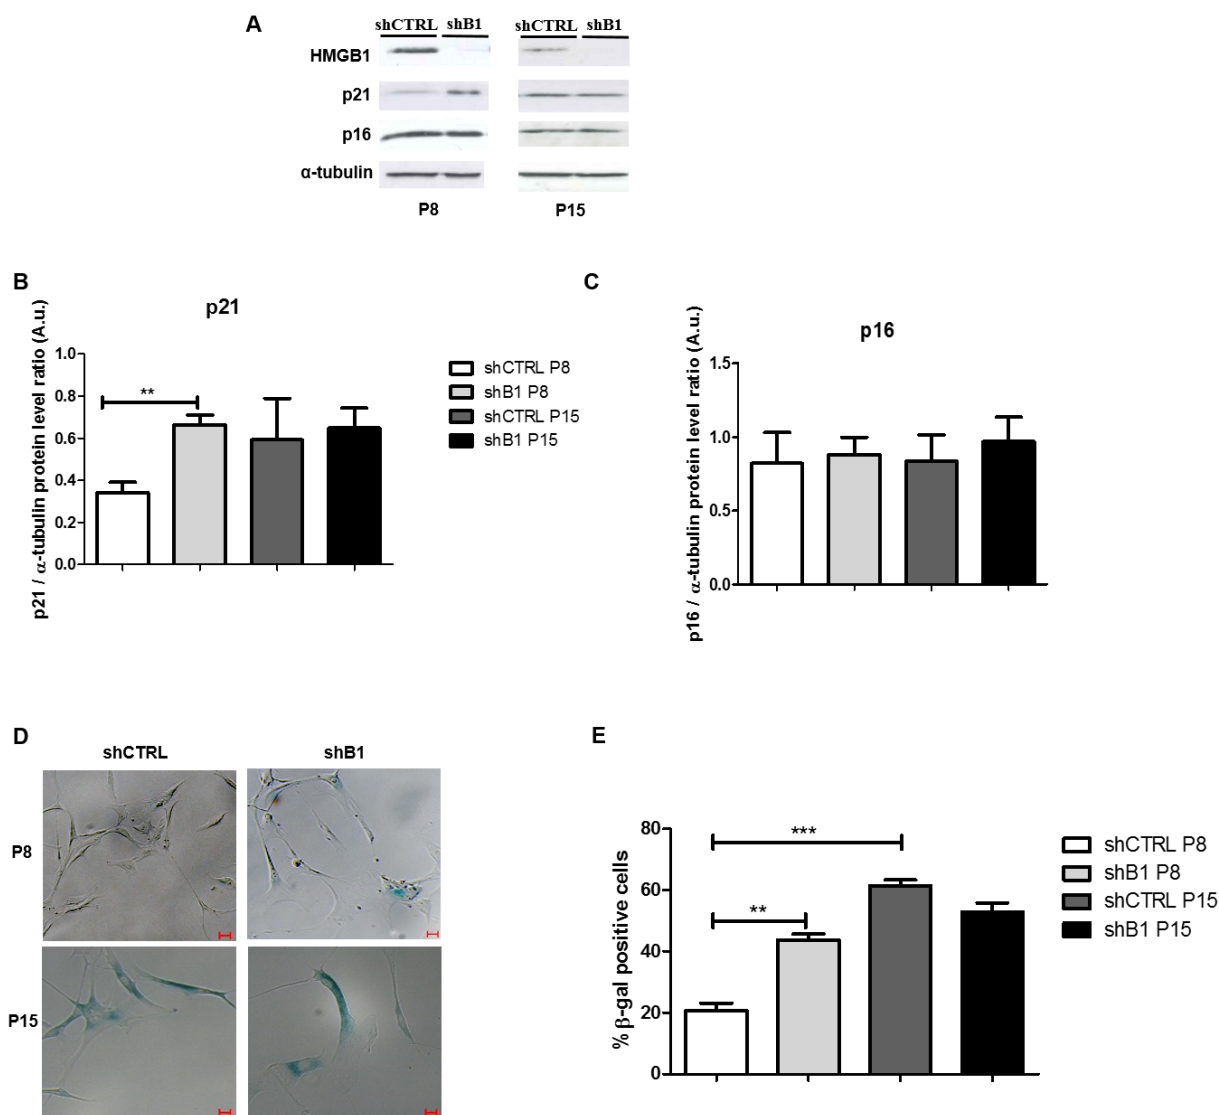 A
shCTRL shB1 shCTRL shB1
HMGB1
p21
p16
α-tubulin
P8 P15
B
p21
p21 / α-tubulin protein level ratio (A.u.)
1.0
0.8
0.6
0.4
0.2
0.0
**
shCTRL P8
shB1 P8
shCTRL P15
shB1 P15
C
p16
p16 / α-tubulin protein level ratio (A.u.)
1.5
1.0
0.5
0.0
D
shCTRL shB1
P8
P15
E
% β-gal positive cells
80
60
40
20
0
***
**
shCTRL P8
shB1 P8
shCTRL P15
shB1 P15